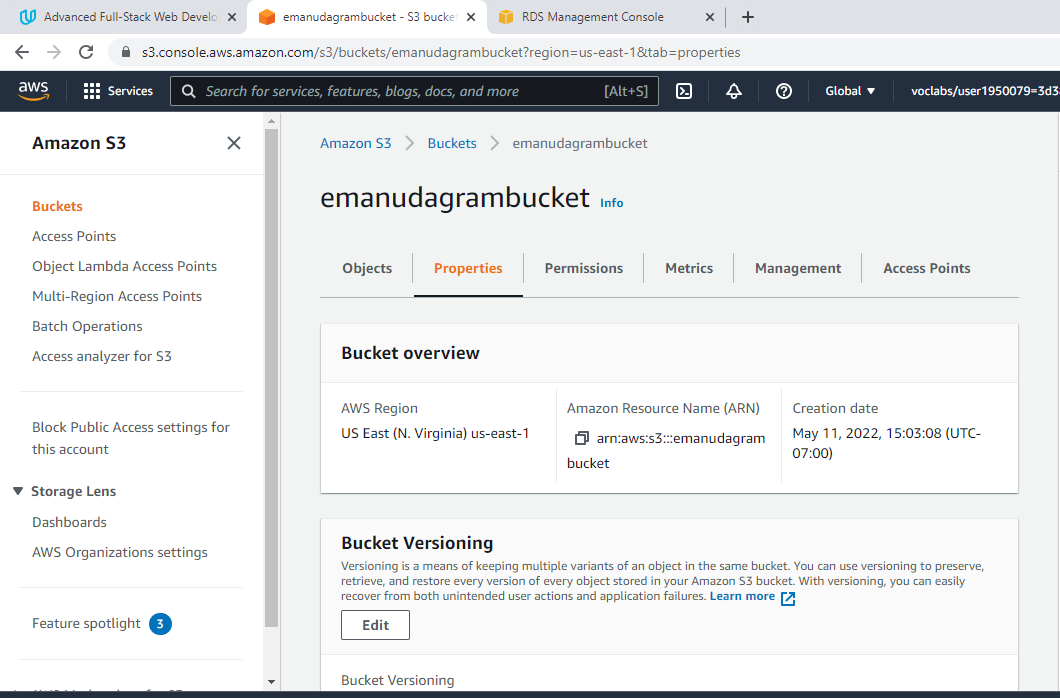 Advanced Full-Stack Web Develo
emanudagrambucket - S3 bucket
RDS Management Console
s3.console.aws.amazon.com/s3/buckets/emanudagrambucket?region=us-east-1&tab=properties
aws
Services
Search for services, features, blogs, docs, and more
[Alt+S]
Global
voclabs/user1950079=3d3
Amazon S3
Buckets
Access Points
Object Lambda Access Points
Multi-Region Access Points
Batch Operations
Access analyzer for S3
Block Public Access settings for
this account
Storage Lens
Dashboards
AWS Organizations settings
Feature spotlight 3
Amazon S3
Buckets
emanudagrambucket
emanudagrambucket Info
Objects
Properties
Permissions
Metrics
Management
Access Points
Bucket overview
AWS Region
US East (N. Virginia) us-east-1
Amazon Resource Name (ARN)
arn:aws:s3:::emanudagram
bucket
Creation date
May 11, 2022, 15:03:08 (UTC-
07:00)
Bucket Versioning
Versioning is a means of keeping multiple variants of an object in the same bucket. You can use versioning to preserve,
retrieve, and restore every version of every object stored in your Amazon S3 bucket. With versioning, you can easily
recover from both unintended user actions and application failures. Learn more
Edit
Bucket Versioning